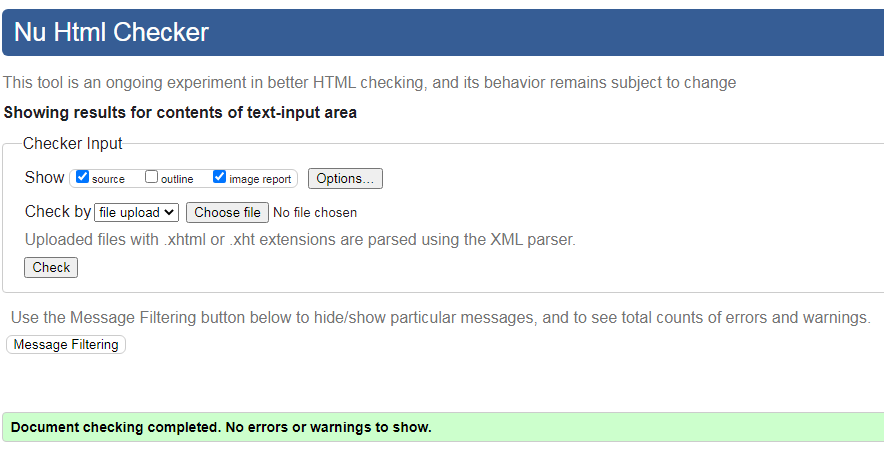 Nu Html Checker
This tool is an ongoing experiment in better HTML checking, and its behavior remains subject to change
Showing results for contents of text-input area
Checker Input
Show source outline image report Options...
Check by file upload Choose file No file chosen
Uploaded files with .xhtml or .xht extensions are parsed using the XML parser.
Check
Use the Message Filtering button below to hide/show particular messages, and to see total counts of errors and warnings.
Message Filtering
Document checking completed. No errors or warnings to show.